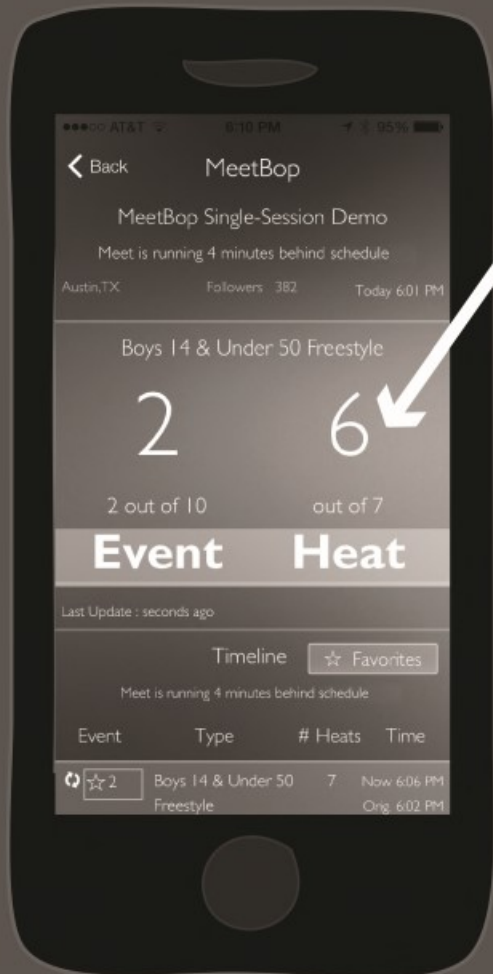 AT&T 6:10 PM 95%
Back MeetBop
MeetBop Single-Session Demo
Meet is running 4 minutes behind schedule
Austin,TX Followers 382 Today 6:01 PM
Boys 14 & Under 50 Freestyle
2 6
2 out of 10 out of 7
Event Heat
Last Update : seconds ago
Timeline ☆ Favorites
Meet is running 4 minutes behind schedule
Event Type # Heats Time
☆ 2 Boys 14 & Under 50 7 Now 6:06 PM
Freestyle Orig. 6:02 PM